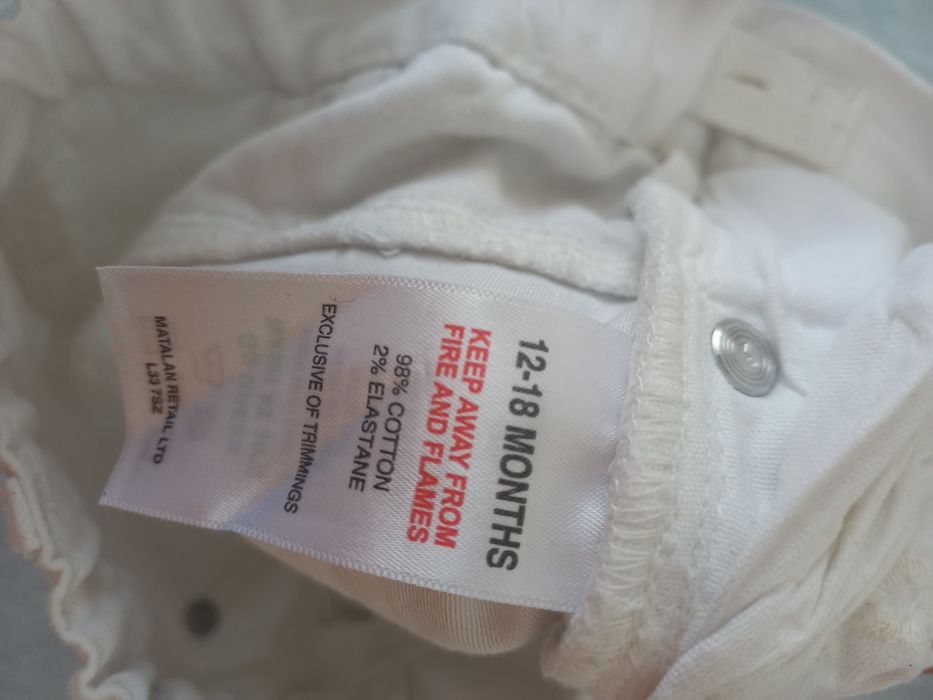 12-18 MONTHS
KEEP AWAY FROM
FIRE AND FLAMES
98% COTTON
2% ELASTANE
EXCLUSIVE OF TRIMMINGS
MATALAN RETAIL LTD
L33 7SZ